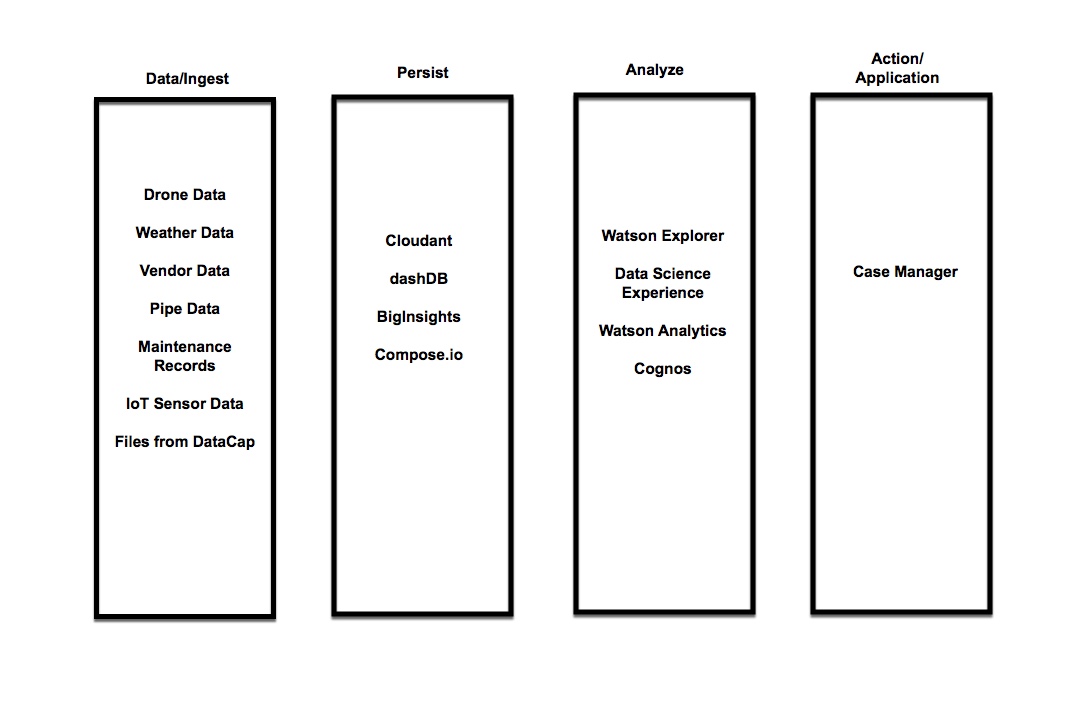 Data/Ingest
Drone Data
Weather Data
Vendor Data
Pipe Data
Maintenance
Records
IoT Sensor Data
Files from DataCap
Persist
Cloudant
dashDB
BigInsights
Compose.io
Analyze
Watson Explorer
Data Science
Experience
Watson Analytics
Cognos
Action/
Application
Case Manager